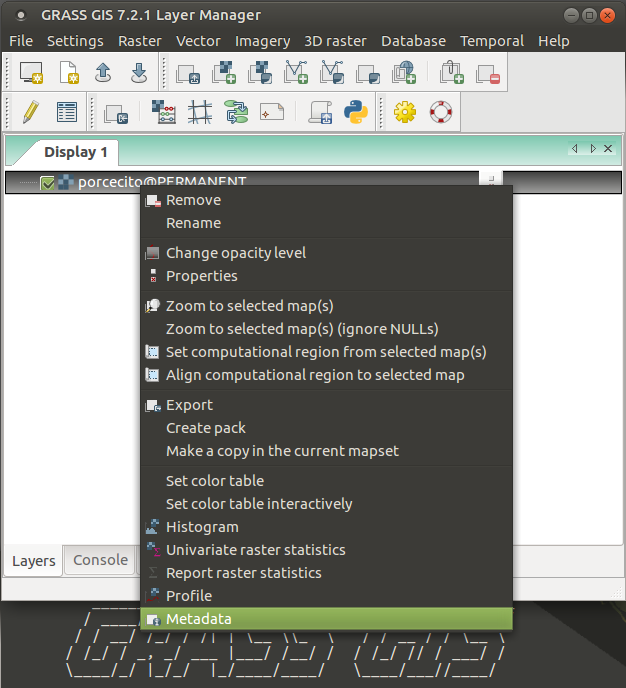 GRASS GIS 7.2.1 Layer Manager
File Settings Raster Vector Imagery 3D raster Database Temporal Help
Display 1
porcecito@PERMANENT
Remove
Rename
Change opacity level
Properties
Zoom to selected map(s)
Zoom to selected map(s) (ignore NULLs)
Set computational region from selected map(s)
Align computational region to selected map
Export
Create pack
Make a copy in the current mapset
Set color table
Set color table interactively
Histogram
Univariate raster statistics
Report raster statistics
Profile
Metadata
Layers Console